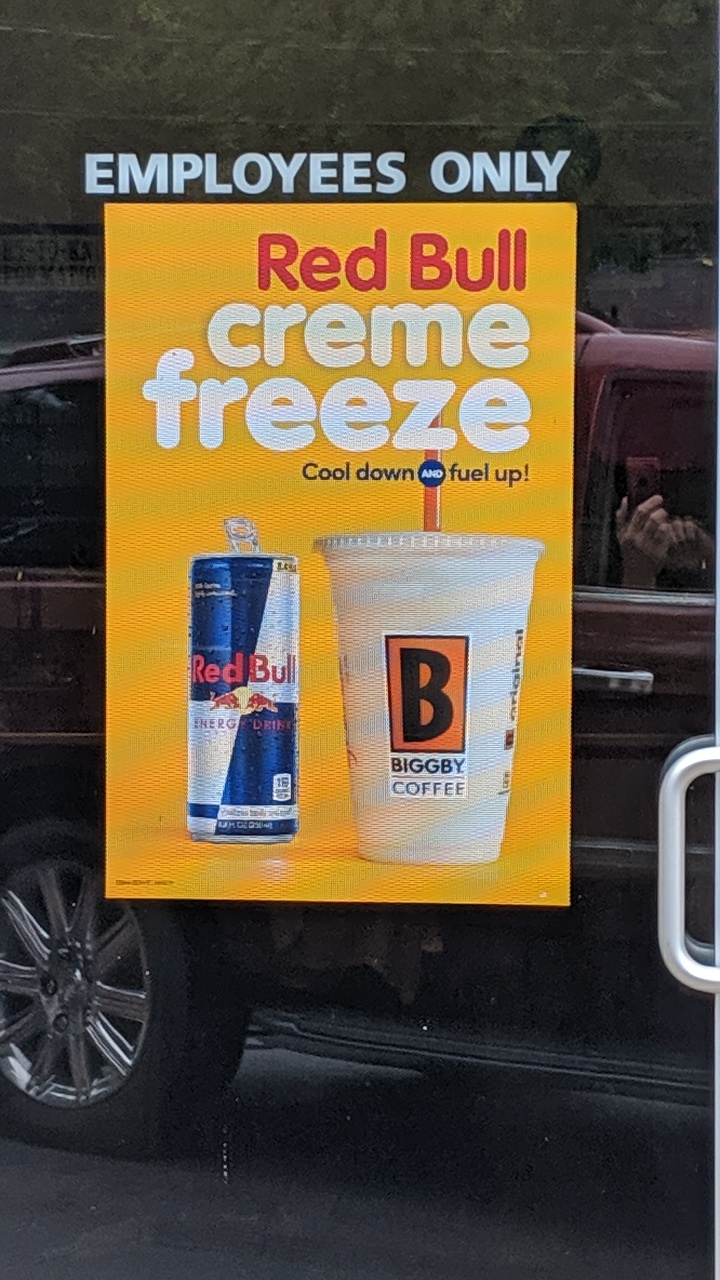 EMPLOYEES ONLY
Red Bull
creme
freeze
Cool down AND fuel up!
Red Bull
ENERGY DRINK
B
BIGGBY
COFFEE
original